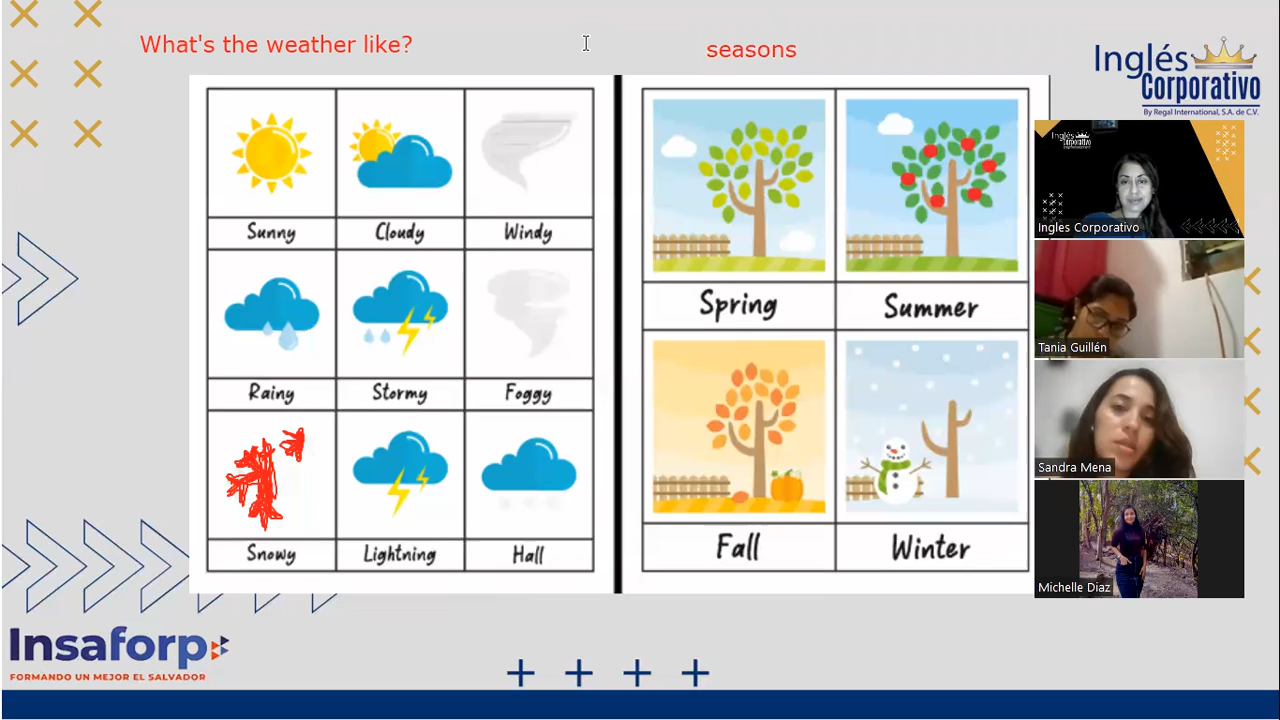 What's the weather like?
seasons
Inglés
Corporativo
By Regal International, S.A. de C.V.
Sunny
Cloudy
Windy
Rainy
Stormy
Foggy
Snowy
Lightning
Hall
Spring
Summer
Fall
Winter
Inglés
Corporativo
Ingles Corporativo
Tania Guillén
Sandra Mena
Michelle Diaz
Insaforp
FORMANDO UN MEJOR EL SALVADOR